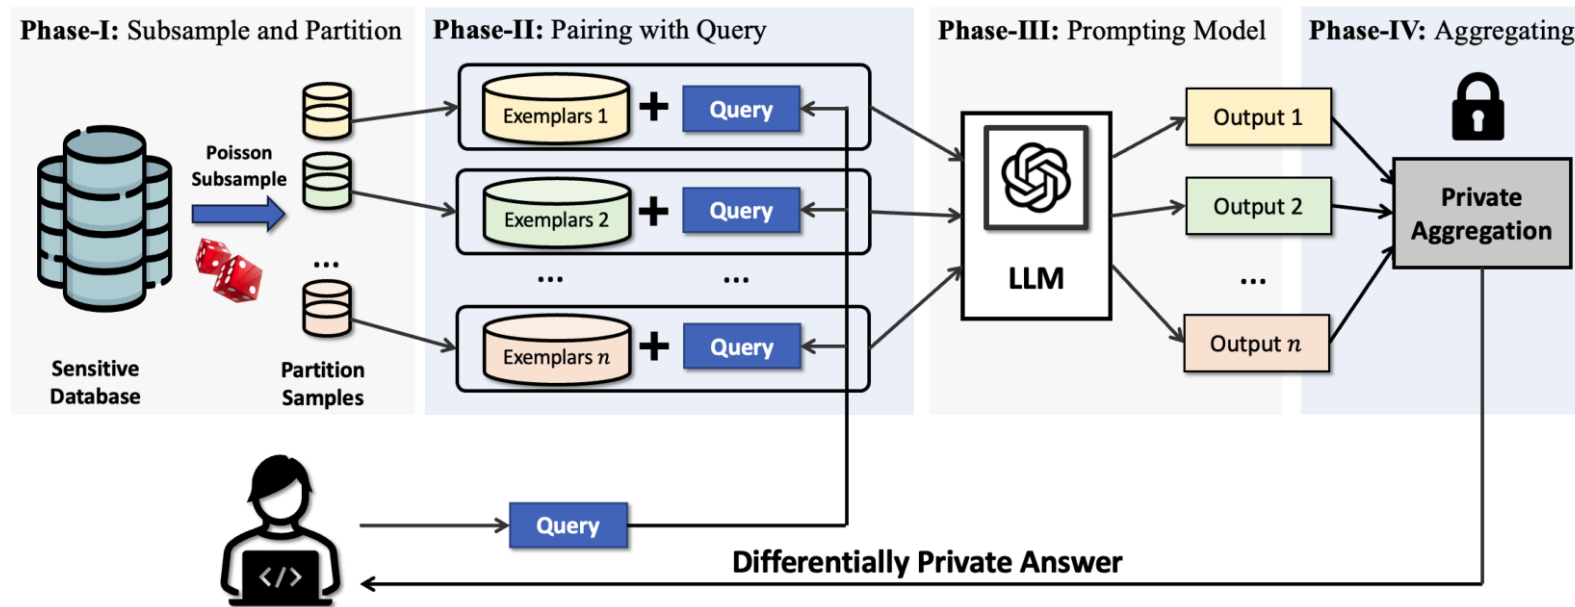 Phase-I: Subsample and Partition
Phase-II: Pairing with Query
Phase-III: Prompting Model
Phase-IV: Aggregating
Poisson
Subsample
...
Sensitive
Database
Partition
Samples
Exemplars 1
+
Query
Exemplars 2
+
Query
...
...
Exemplars n
+
Query
LLM
Output 1
Output 2
...
Output n
Private
Aggregation
Query
</>
Differentially Private Answer